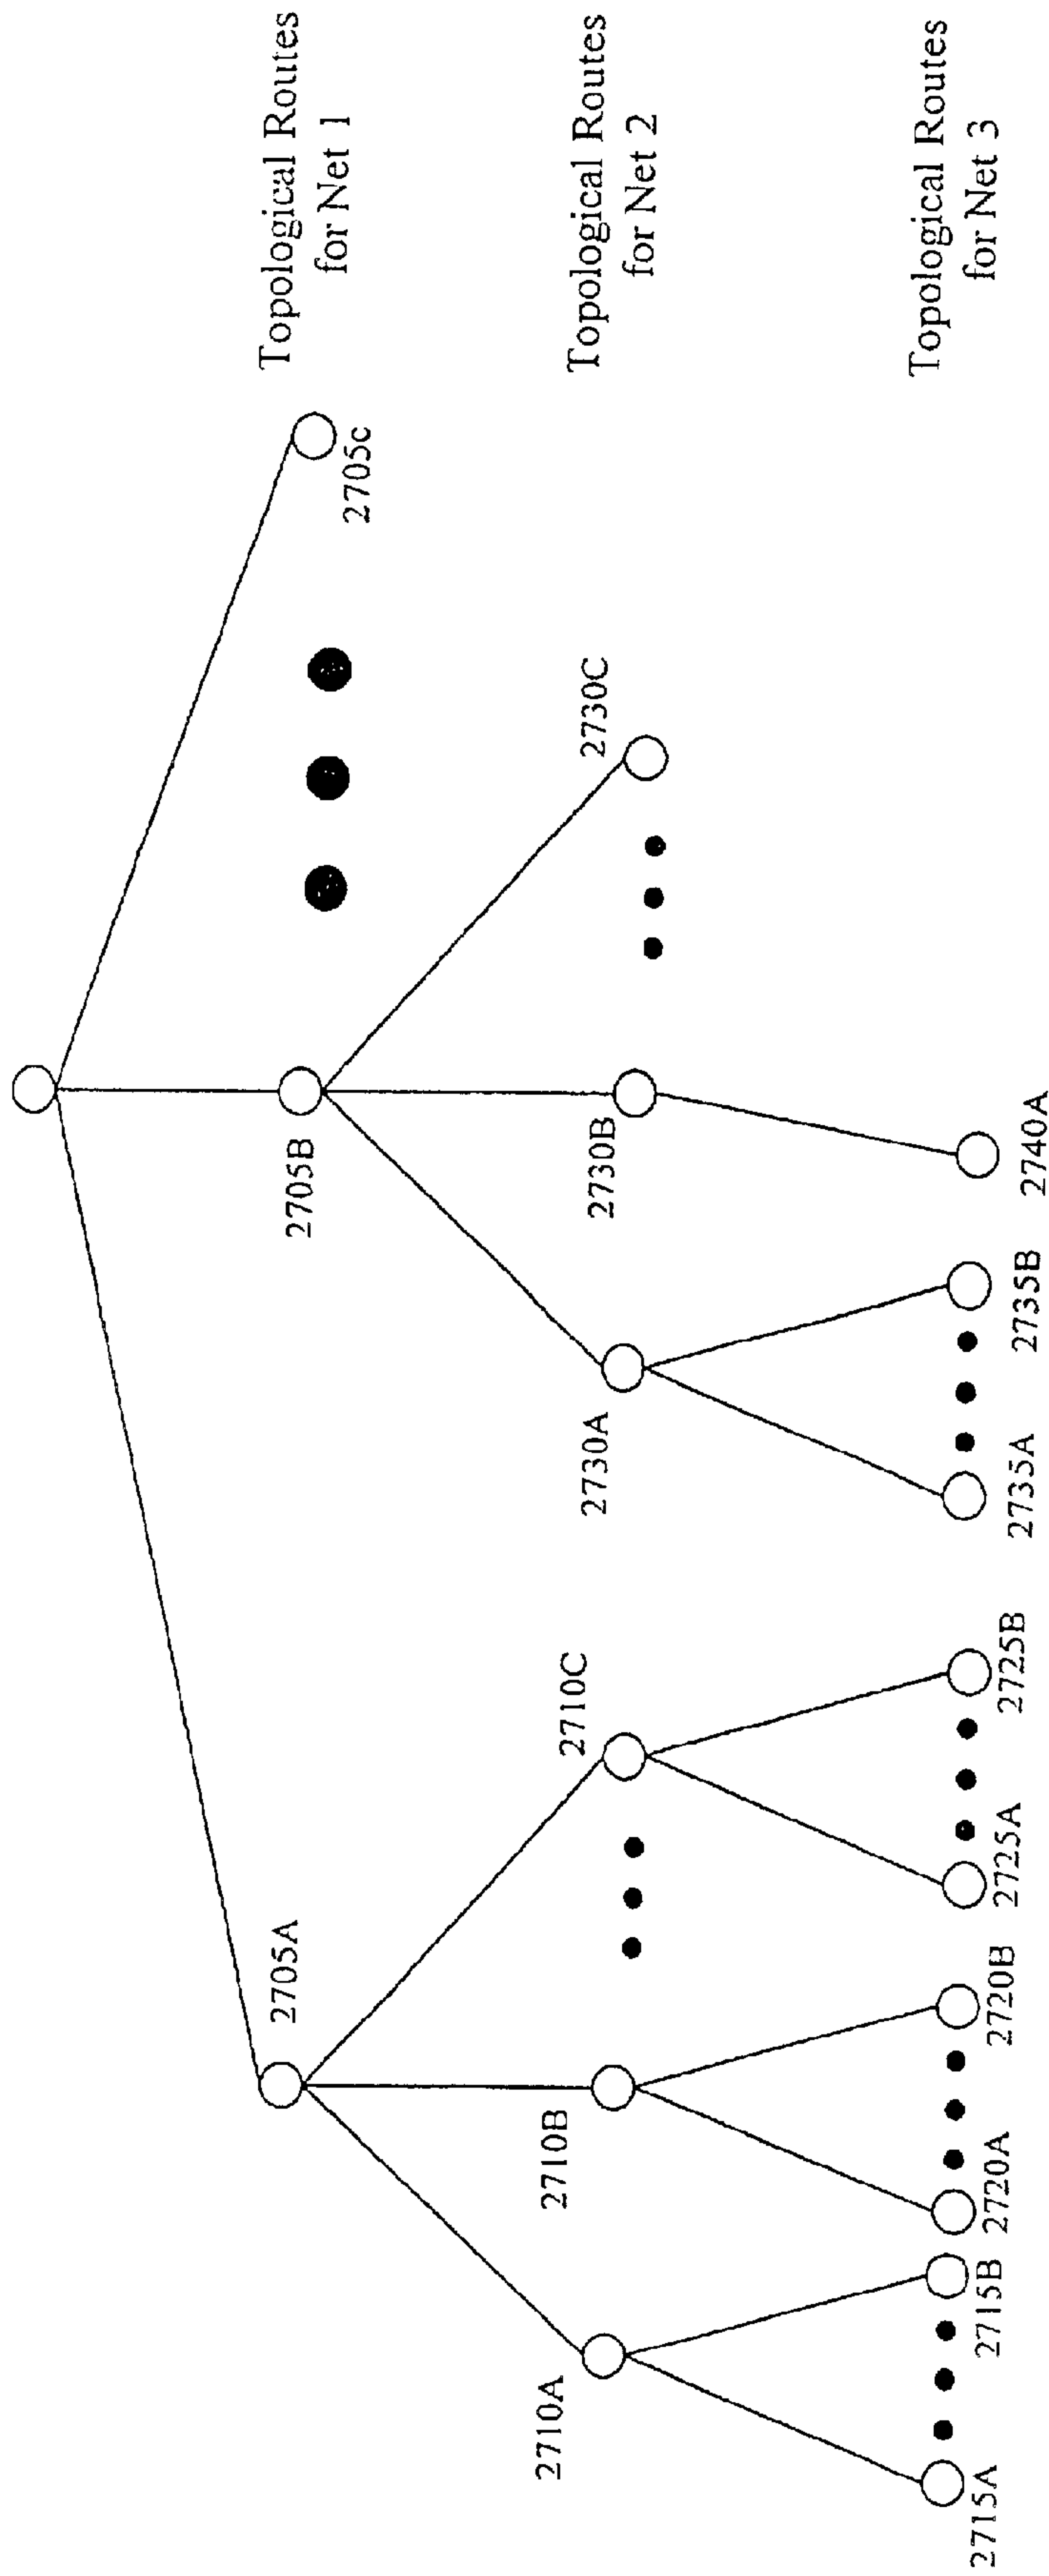 Topological Routes
for Net 1
2705A
2705B
2705c
Topological Routes
for Net 2
2710A
2710B
2710C
2730A
2730B
2730C
Topological Routes
for Net 3
2715A
2715B
2720A
2720B
2725A
2725B
2735A
2735B
2740A